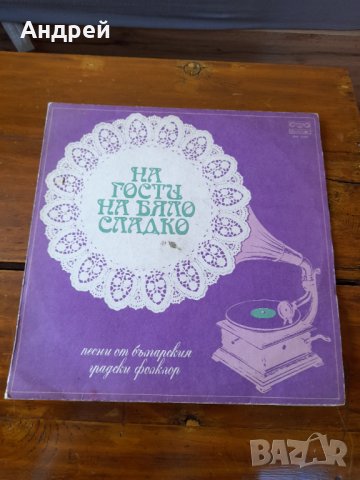 Андрей
НА
ГОСТИ
НА БЯЛО
СЛАДКО
песни от българския
градски фолклор
BAZAR